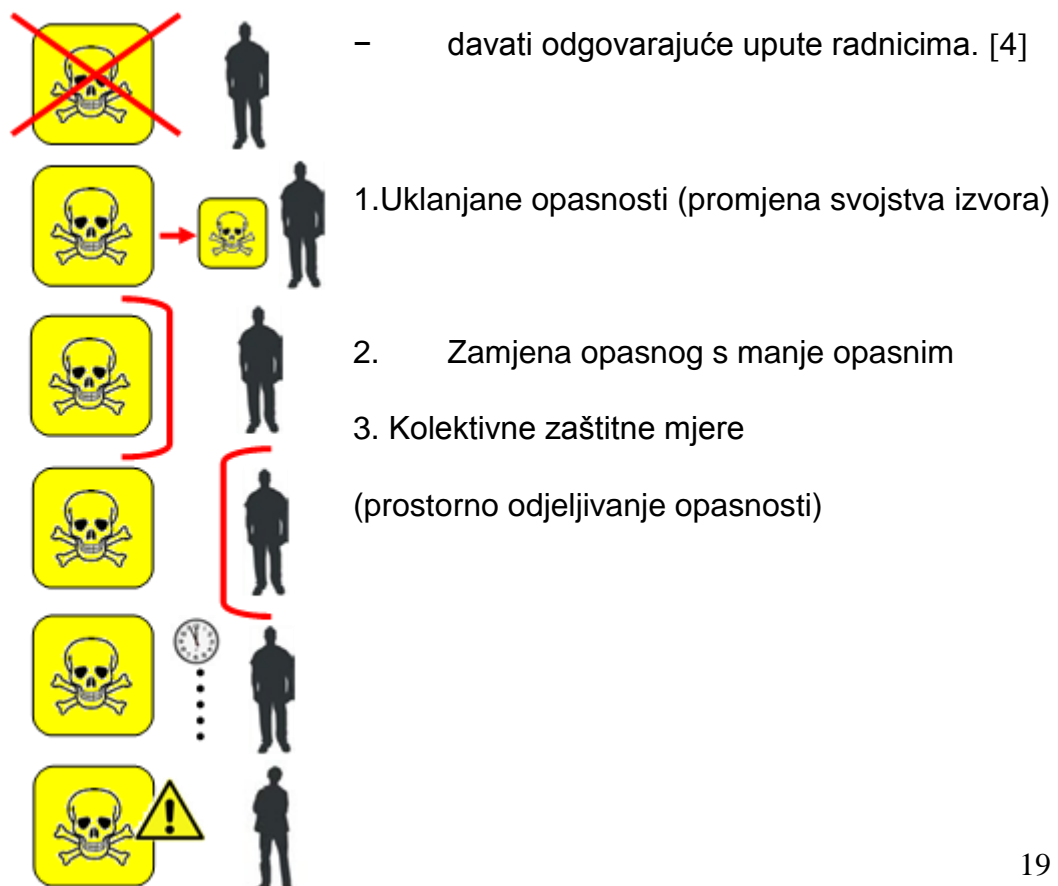 − davati odgovarajuće upute radnicima. [4]
1.Uklanjane opasnosti (promjena svojstva izvora)
2. Zamjena opasnog s manje opasnim
3. Kolektivne zaštitne mjere
(prostorno odjeljivanje opasnosti)
19